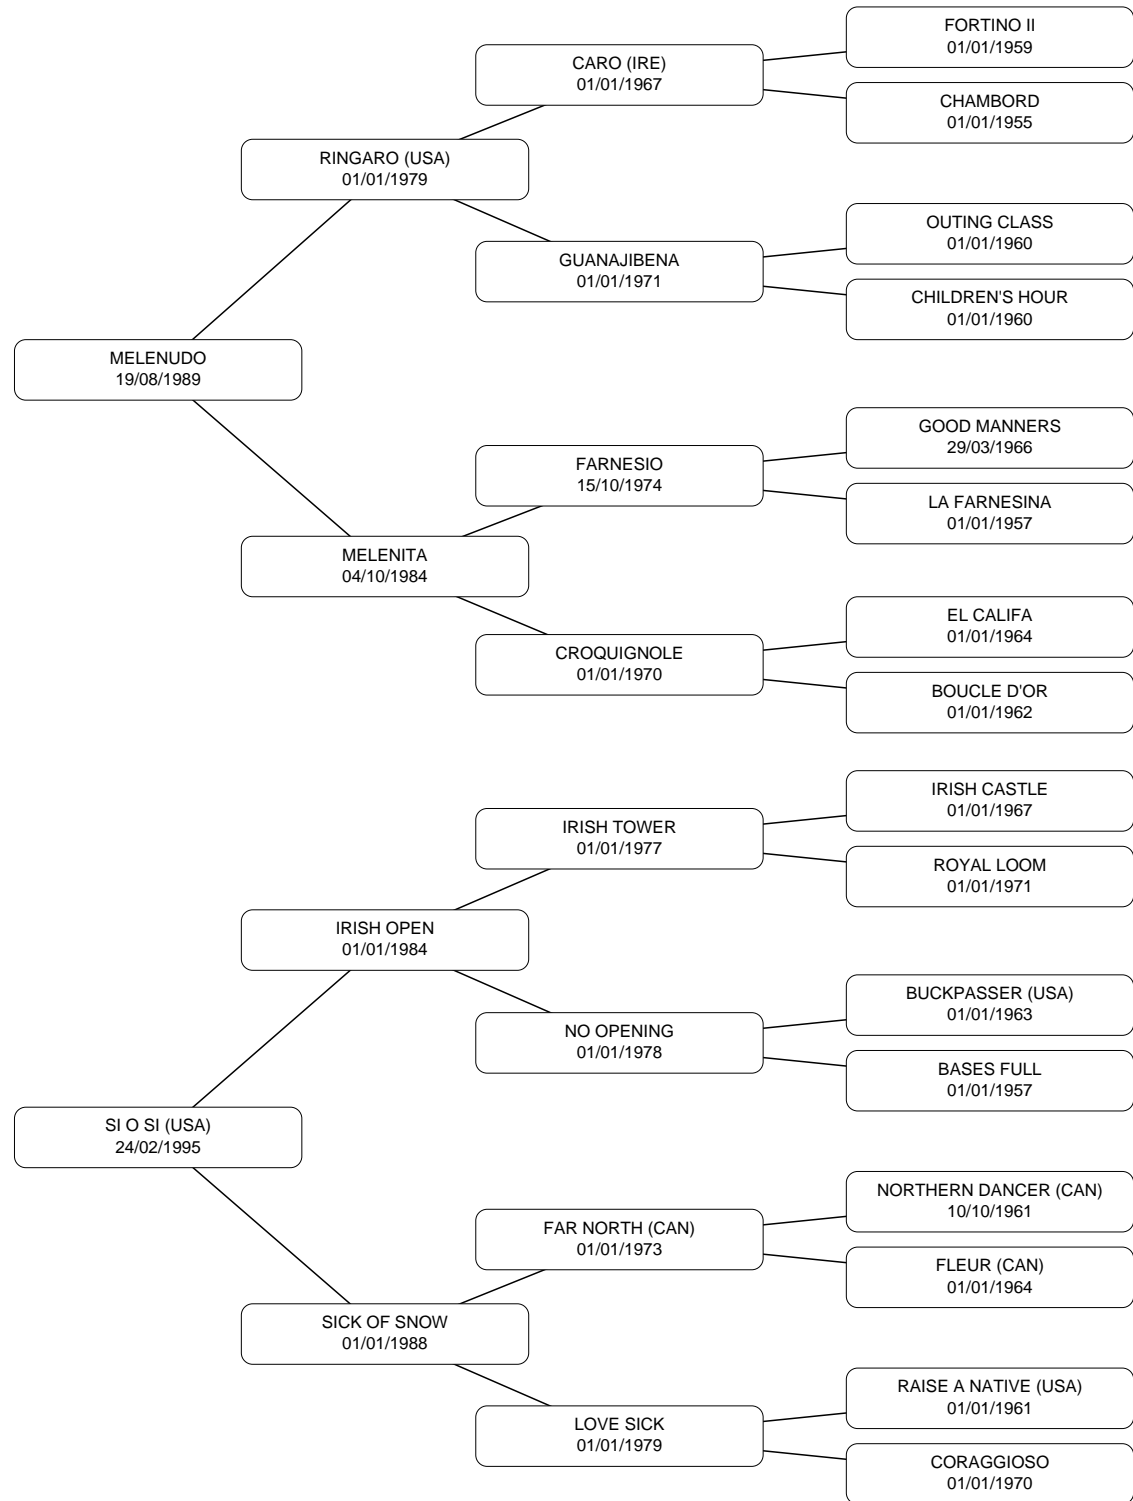 FORTINO II
01/01/1959
CARO (IRE)
01/01/1967
CHAMBORD
01/01/1955
RINGARO (USA)
01/01/1979
OUTING CLASS
01/01/1960
GUANAJIBENA
01/01/1971
CHILDREN'S HOUR
01/01/1960
MELENUDO
19/08/1989
GOOD MANNERS
29/03/1966
FARNESIO
15/10/1974
LA FARNESINA
01/01/1957
MELENITA
04/10/1984
EL CALIFA
01/01/1964
CROQUIGNOLE
01/01/1970
BOUCLE D'OR
01/01/1962
IRISH CASTLE
01/01/1967
IRISH TOWER
01/01/1977
ROYAL LOOM
01/01/1971
IRISH OPEN
01/01/1984
BUCKPASSER (USA)
01/01/1963
NO OPENING
01/01/1978
BASES FULL
01/01/1957
SI O SI (USA)
24/02/1995
NORTHERN DANCER (CAN)
10/10/1961
FAR NORTH (CAN)
01/01/1973
FLEUR (CAN)
01/01/1964
SICK OF SNOW
01/01/1988
RAISE A NATIVE (USA)
01/01/1961
LOVE SICK
01/01/1979
CORAGGIOSO
01/01/1970